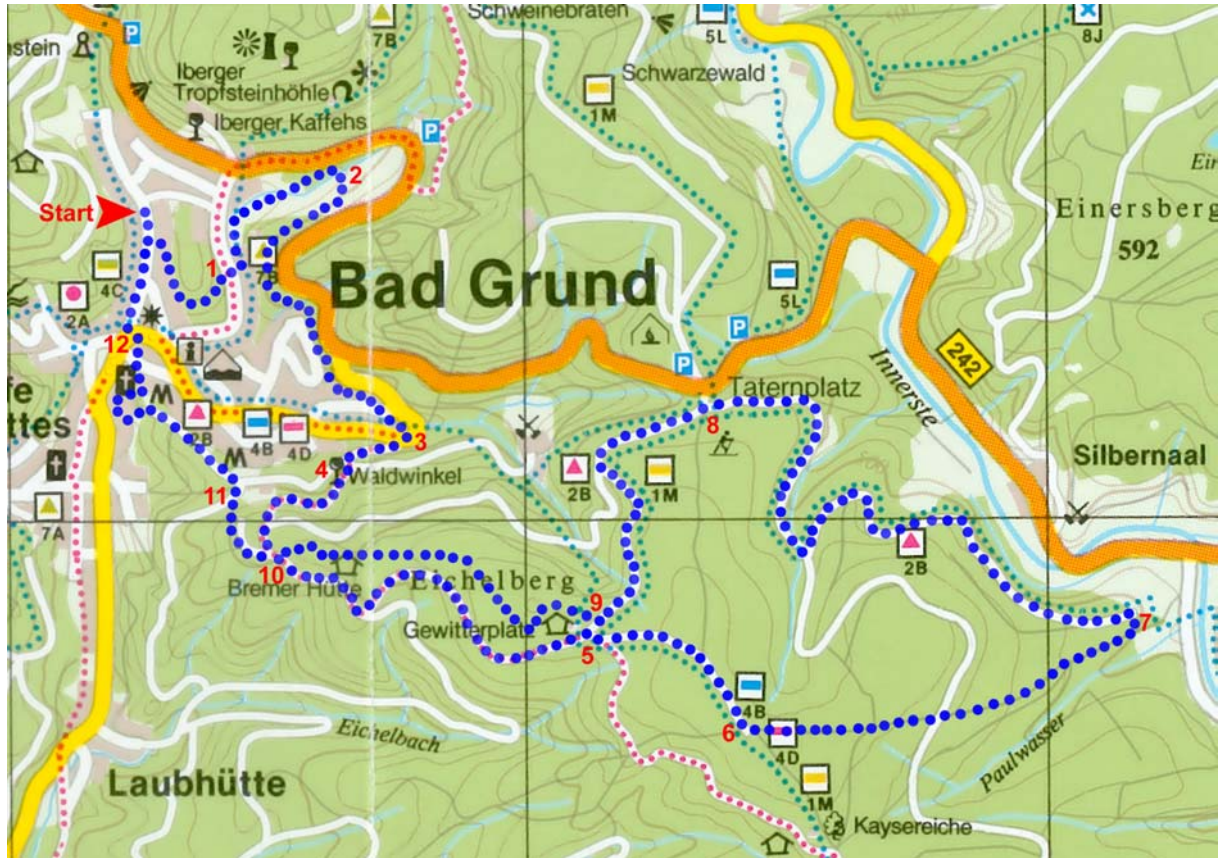 Schweinebraten
nstein
P
7B
5L
8J
Iberger
Tropfsteinhöhle
Schwarzewald
1M
Iberger Kaffehs
P
Start
2
Einersberg
592
1
7B
4C
2A
Bad Grund
5L
12
P
P
242
Innerste
Taternplatz
ttes
2B
4B
4D
3
8
4
Waldwinkel
2B
1M
Silbernaal
7A
11
2B
10
Bremer Hütte
Eichelberg
9
Gewitterplatz
5
7
4B
6
4D
Eichelbach
Paulwasser
Laubhütte
1M
Kaysereiche